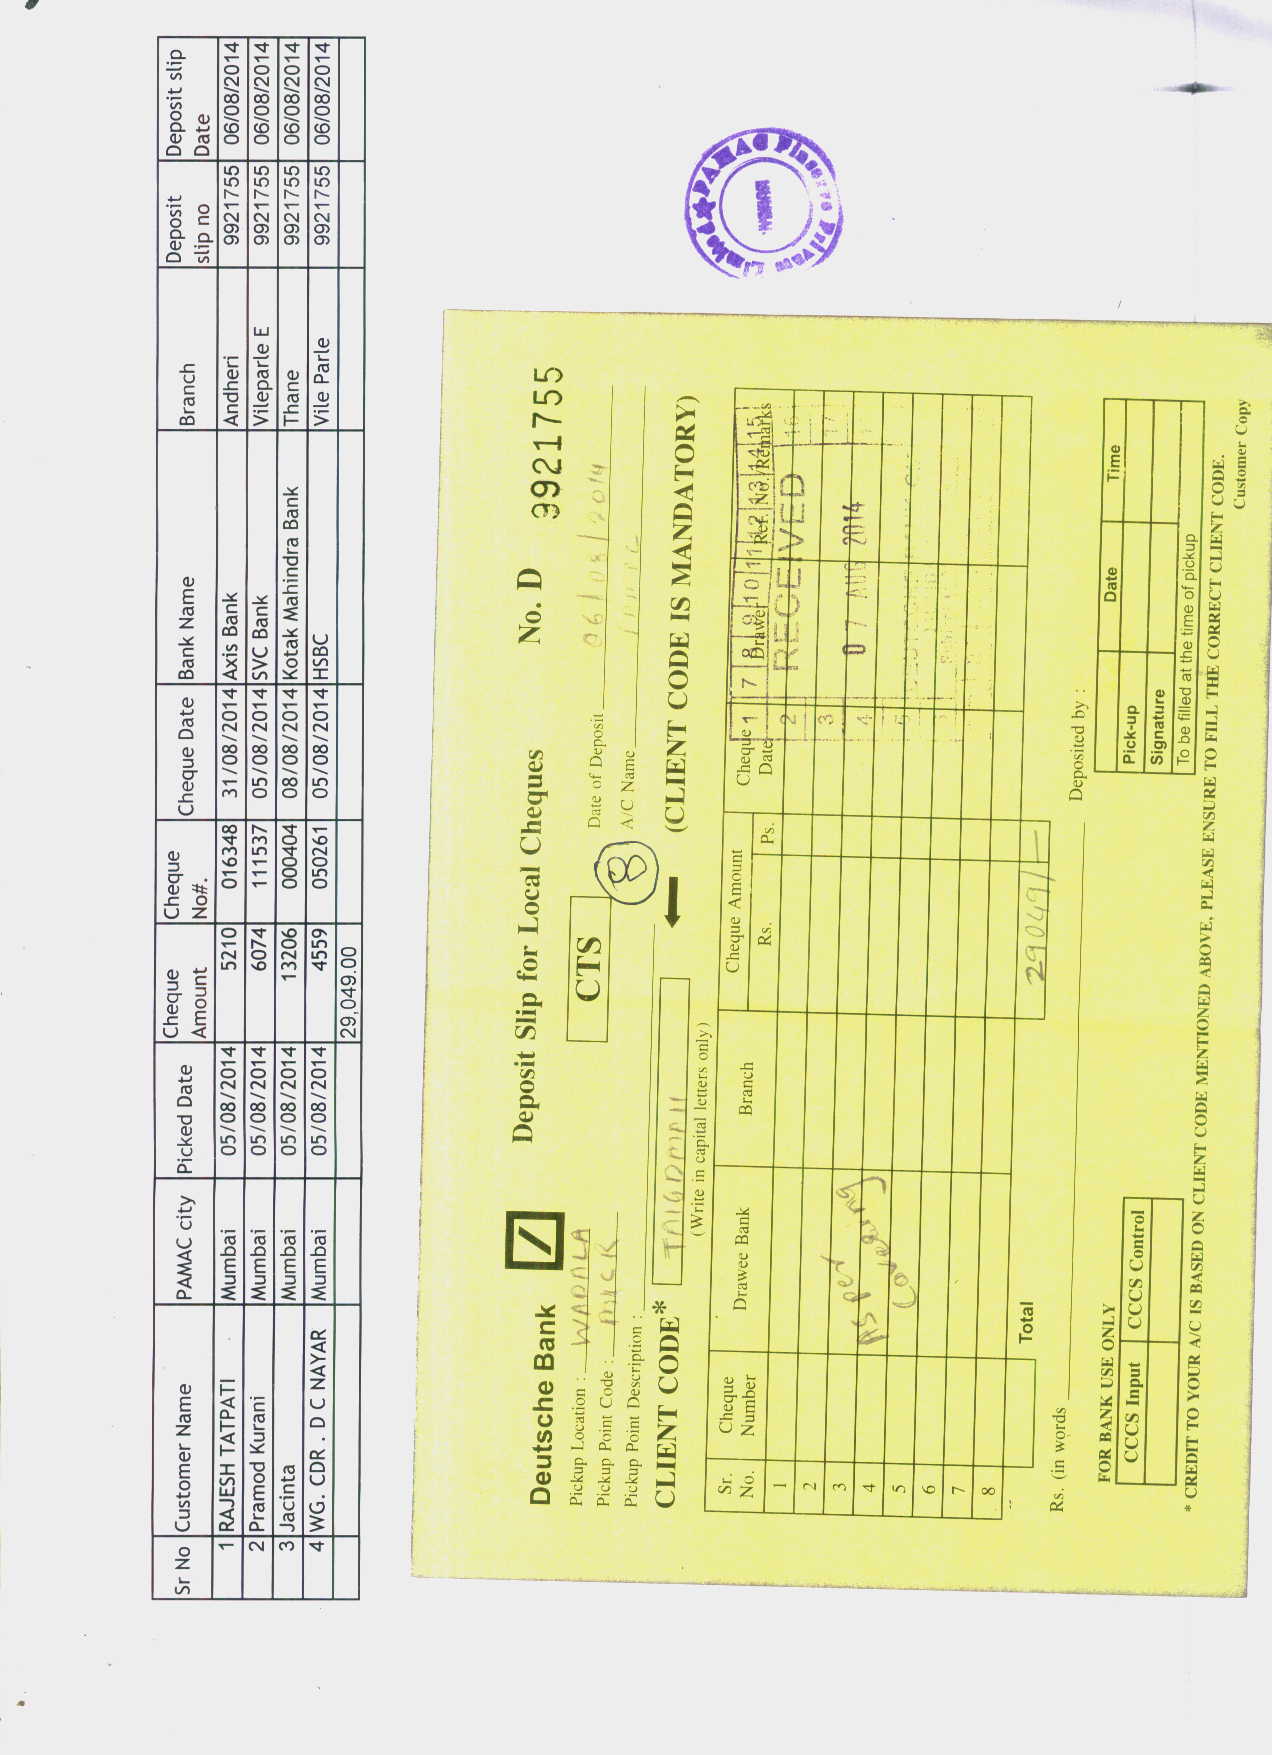 Sr No Customer Name PAMAC city Picked Date Cheque Amount Cheque No#. Cheque Date Bank Name Branch Deposit slip no Deposit slip Date
1 RAJESH TATPATI Mumbai 05/08/2014 5210 016348 31/08/2014 Axis Bank Andheri 9921755 06/08/2014
2 Pramod Kurani Mumbai 05/08/2014 6074 111537 05/08/2014 SVC Bank Vileparle E 9921755 06/08/2014
3 Jacinta Mumbai 05/08/2014 13206 000404 08/08/2014 Kotak Mahindra Bank Thane 9921755 06/08/2014
4 WG. CDR . D C NAYAR Mumbai 05/08/2014 4559 050261 05/08/2014 HSBC Vile Parle 9921755 06/08/2014
29,049.00
PAMAC Finserve Private Limited
Deutsche Bank Deposit Slip for Local Cheques No. D 9921755
Pickup Location : WADALA CTS Date of Deposit 06/08/2014
Pickup Point Code :
Pickup Point Description : 8 A/C Name
CLIENT CODE* (CLIENT CODE IS MANDATORY)
(Write in capital letters only)
Sr. No. Cheque Number Drawee Bank Branch Cheque Amount Rs. Ps. Cheque Date Drawer Ref. No./Remarks
1 7 8 9 10 11 12 13 14 15
1
2 2 RECEIVED 16
3 As per 3 17
4 Covering 4 07 AUG 2014
5 5
6
7
8
Total 29049/-
Rs. (in words Deposited by :
FOR BANK USE ONLY
CCCS Input CCCS Control
Date Time
Pick-up
Signature
To be filled at the time of pickup
* CREDIT TO YOUR A/C IS BASED ON CLIENT CODE MENTIONED ABOVE, PLEASE ENSURE TO FILL THE CORRECT CLIENT CODE.
Customer Copy